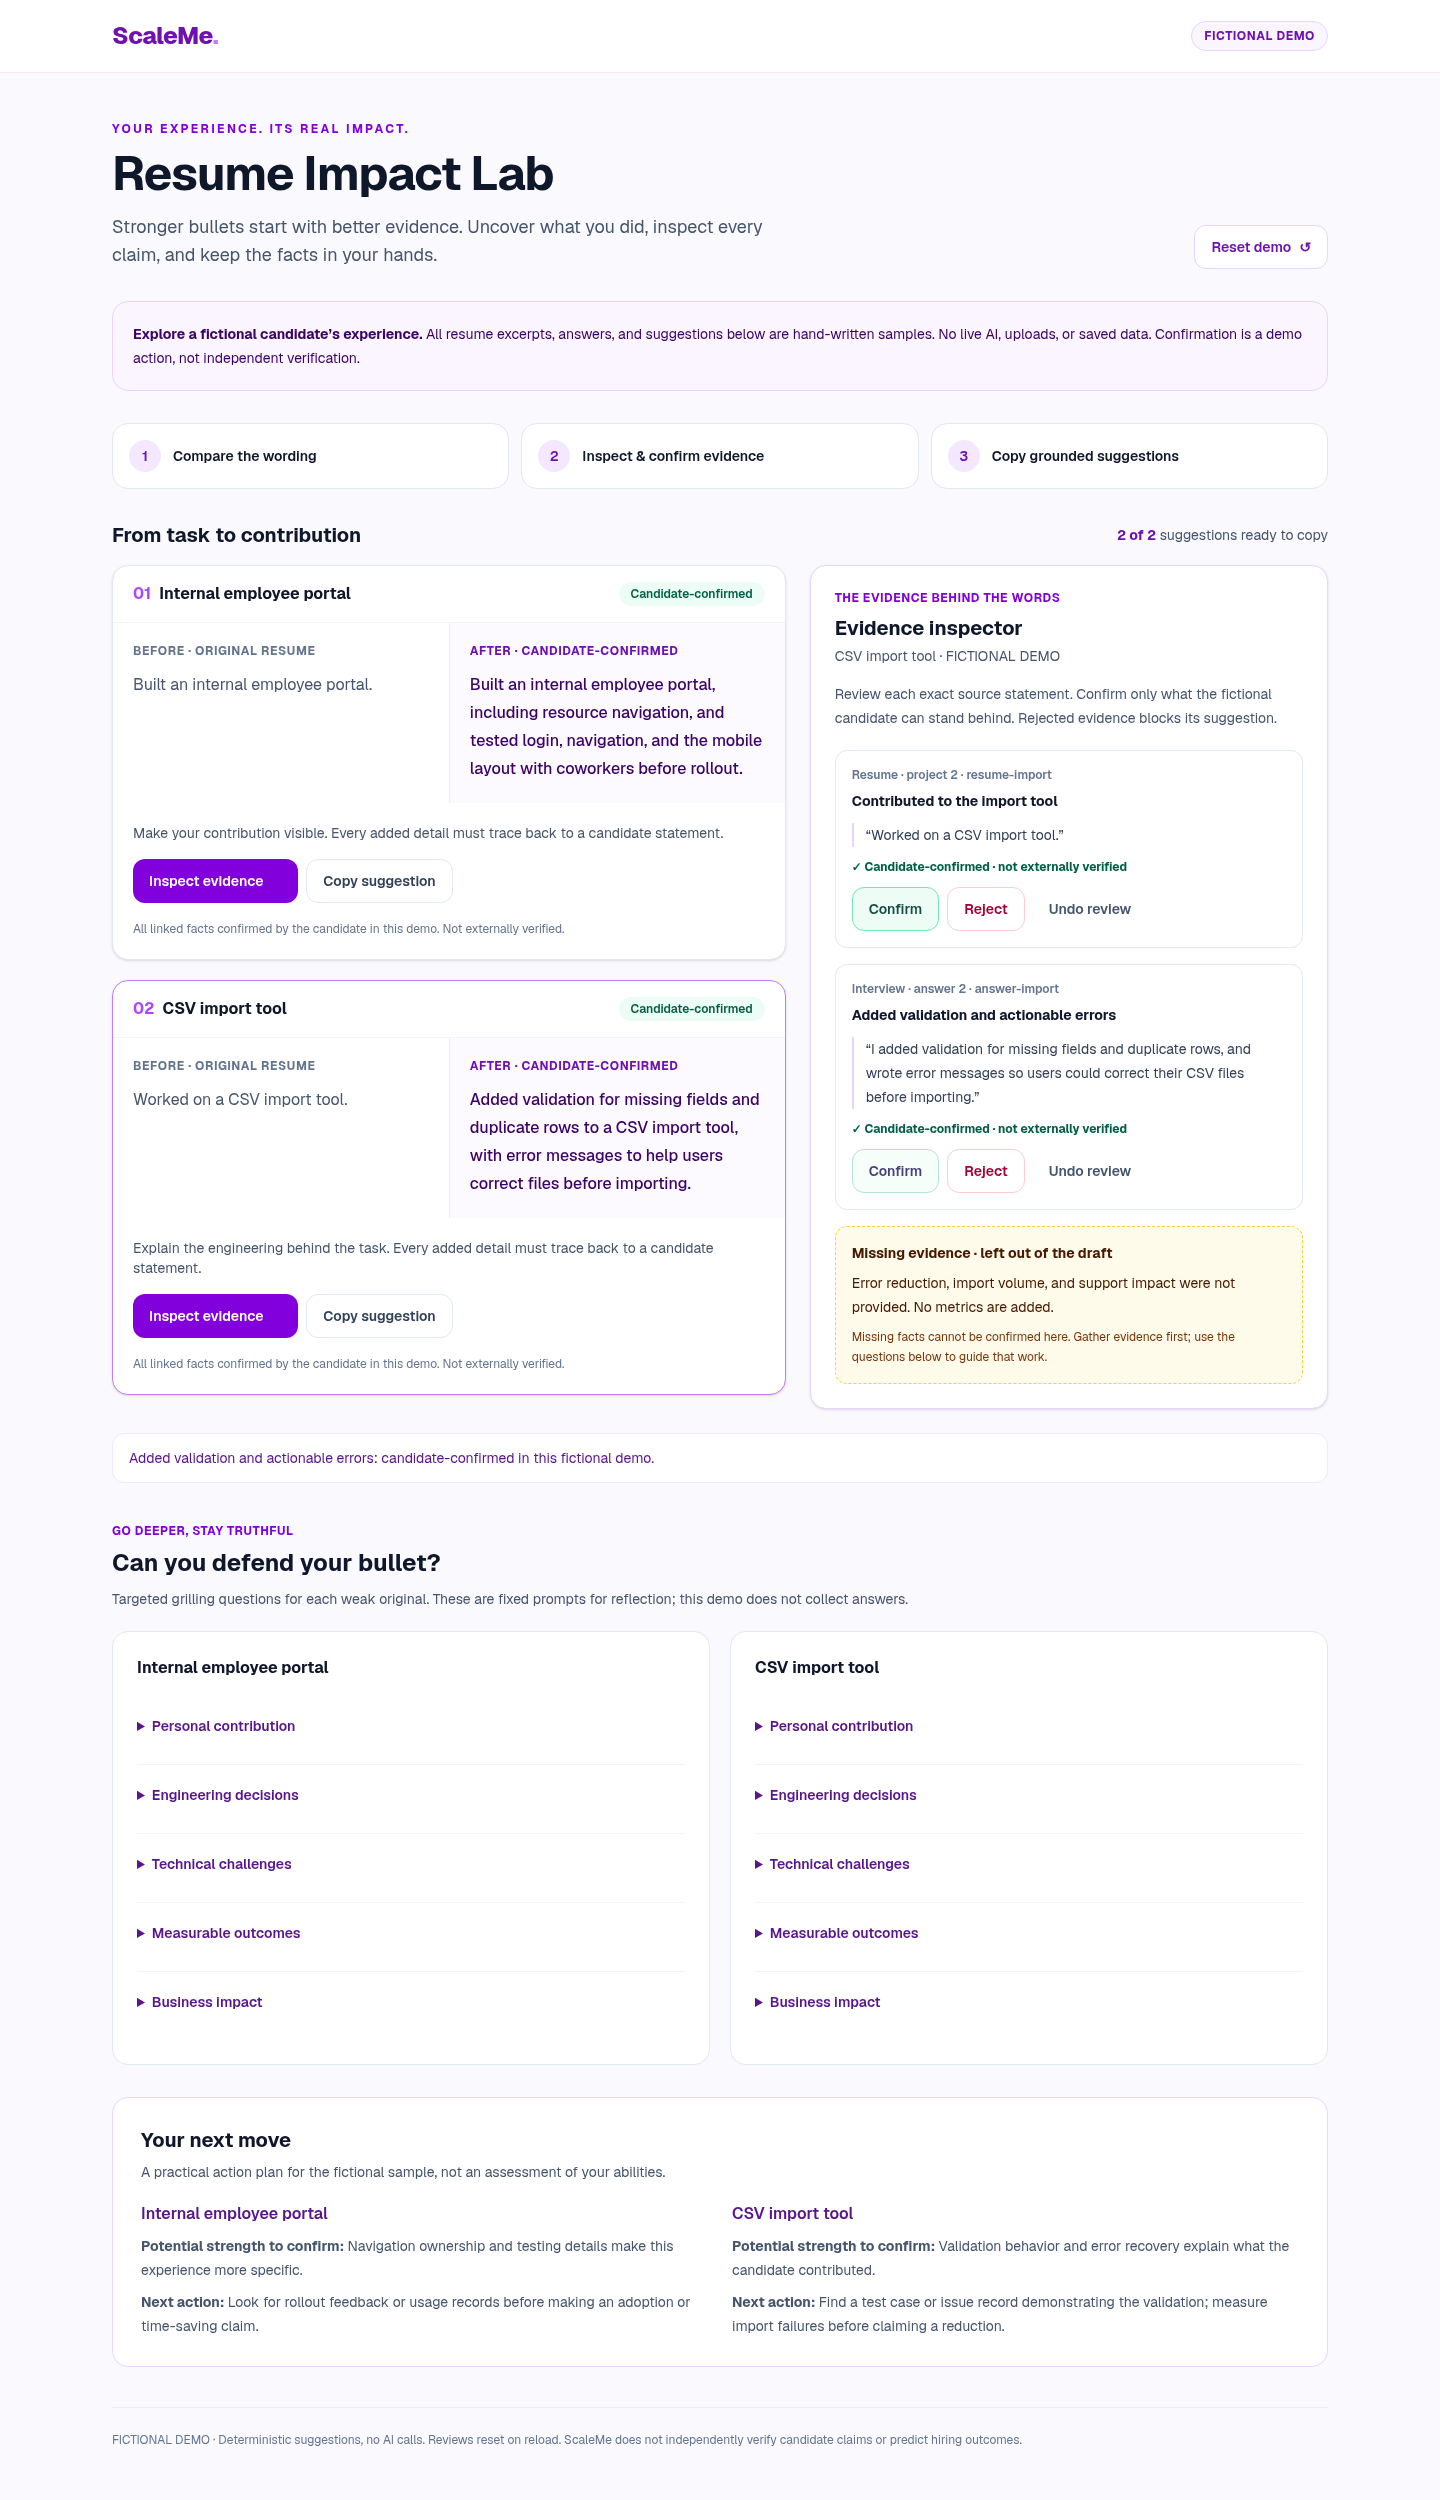 ScaleMe.
FICTIONAL DEMO
YOUR EXPERIENCE. ITS REAL IMPACT.
Resume Impact Lab
Stronger bullets start with better evidence. Uncover what you did, inspect every
claim, and keep the facts in your hands.
Reset demo ↺
Explore a fictional candidate’s experience. All resume excerpts, answers, and suggestions below are hand-written samples. No live AI, uploads, or saved data. Confirmation is a demo
action, not independent verification.
1 Compare the wording
2 Inspect & confirm evidence
3 Copy grounded suggestions
From task to contribution
2 of 2 suggestions ready to copy
01 Internal employee portal
Candidate-confirmed
BEFORE · ORIGINAL RESUME
Built an internal employee portal.
AFTER · CANDIDATE-CONFIRMED
Built an internal employee portal,
including resource navigation, and
tested login, navigation, and the mobile
layout with coworkers before rollout.
Make your contribution visible. Every added detail must trace back to a candidate statement.
Inspect evidence
Copy suggestion
All linked facts confirmed by the candidate in this demo. Not externally verified.
02 CSV import tool
Candidate-confirmed
BEFORE · ORIGINAL RESUME
Worked on a CSV import tool.
AFTER · CANDIDATE-CONFIRMED
Added validation for missing fields and
duplicate rows to a CSV import tool,
with error messages to help users
correct files before importing.
Explain the engineering behind the task. Every added detail must trace back to a candidate
statement.
Inspect evidence
Copy suggestion
All linked facts confirmed by the candidate in this demo. Not externally verified.
THE EVIDENCE BEHIND THE WORDS
Evidence inspector
CSV import tool · FICTIONAL DEMO
Review each exact source statement. Confirm only what the fictional
candidate can stand behind. Rejected evidence blocks its suggestion.
Resume · project 2 · resume-import
Contributed to the import tool
“Worked on a CSV import tool.”
✓ Candidate-confirmed · not externally verified
Confirm
Reject
Undo review
Interview · answer 2 · answer-import
Added validation and actionable errors
“I added validation for missing fields and duplicate rows, and
wrote error messages so users could correct their CSV files
before importing.”
✓ Candidate-confirmed · not externally verified
Confirm
Reject
Undo review
Missing evidence · left out of the draft
Error reduction, import volume, and support impact were not
provided. No metrics are added.
Missing facts cannot be confirmed here. Gather evidence first; use the
questions below to guide that work.
Added validation and actionable errors: candidate-confirmed in this fictional demo.
GO DEEPER, STAY TRUTHFUL
Can you defend your bullet?
Targeted grilling questions for each weak original. These are fixed prompts for reflection; this demo does not collect answers.
Internal employee portal
▶ Personal contribution
▶ Engineering decisions
▶ Technical challenges
▶ Measurable outcomes
▶ Business impact
CSV import tool
▶ Personal contribution
▶ Engineering decisions
▶ Technical challenges
▶ Measurable outcomes
▶ Business impact
Your next move
A practical action plan for the fictional sample, not an assessment of your abilities.
Internal employee portal
Potential strength to confirm: Navigation ownership and testing details make this
experience more specific.
Next action: Look for rollout feedback or usage records before making an adoption or
time-saving claim.
CSV import tool
Potential strength to confirm: Validation behavior and error recovery explain what the
candidate contributed.
Next action: Find a test case or issue record demonstrating the validation; measure
import failures before claiming a reduction.
FICTIONAL DEMO · Deterministic suggestions, no AI calls. Reviews reset on reload. ScaleMe does not independently verify candidate claims or predict hiring outcomes.